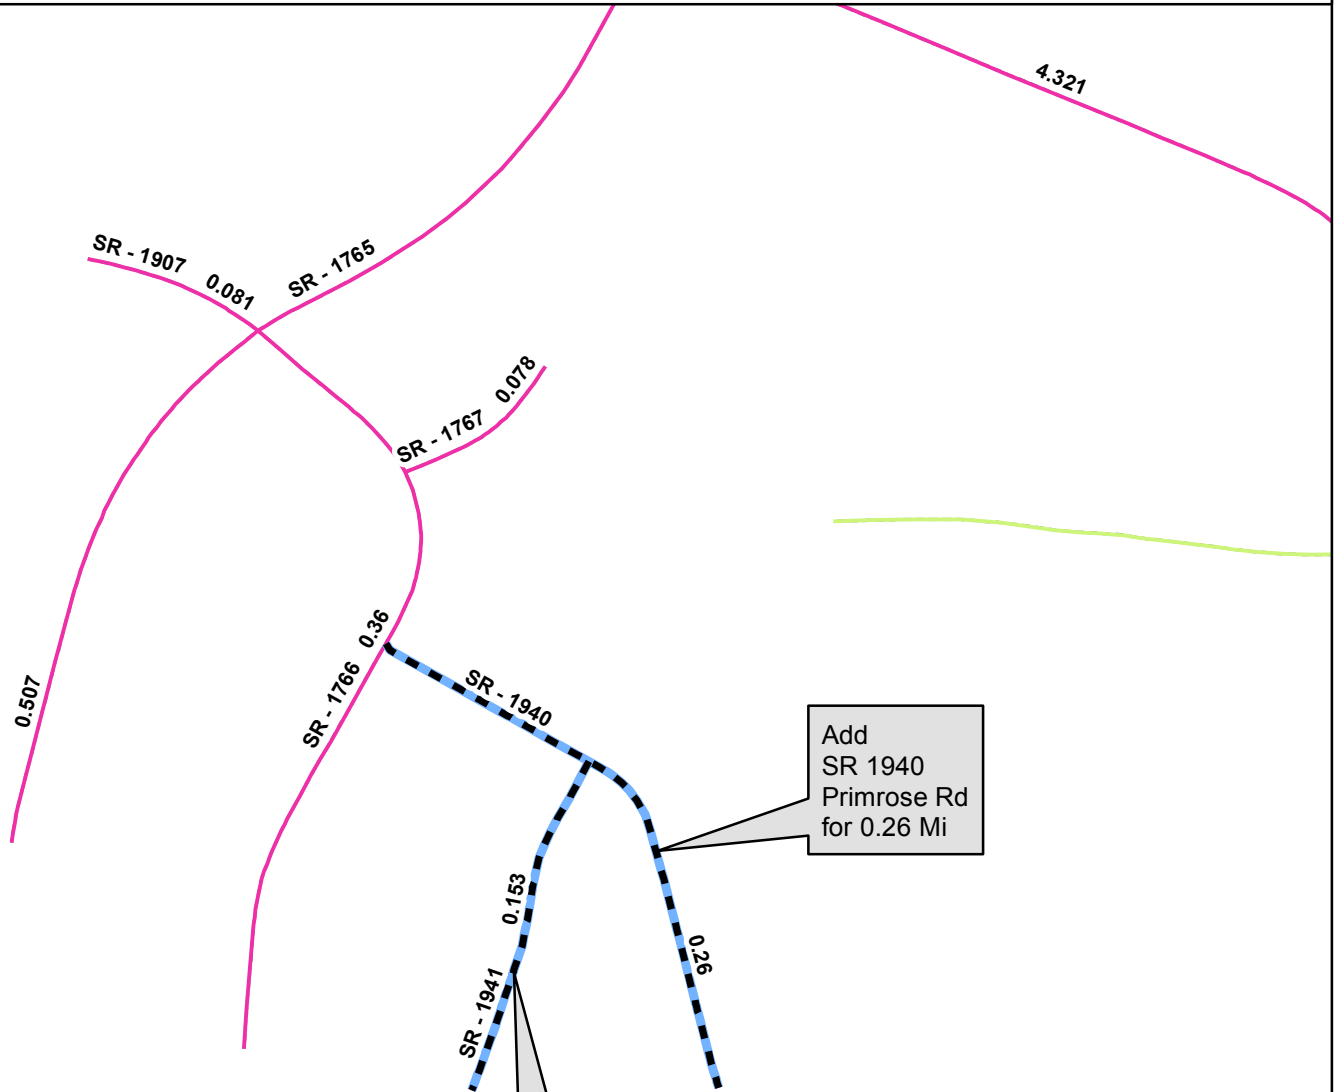 4.321
SR - 1907
0.081
SR - 1765
0.078
SR - 1767
0.36
SR - 1766
0.507
SR - 1940
Add
SR 1940
Primrose Rd
for 0.26 Mi
0.153
0.26
SR - 1941